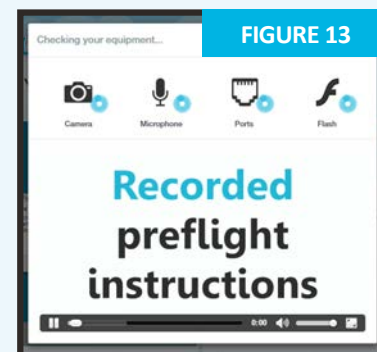 Checking your equipment...
FIGURE 13
Camera Microphone Ports Flash
Recorded
preflight
instructions
0:00